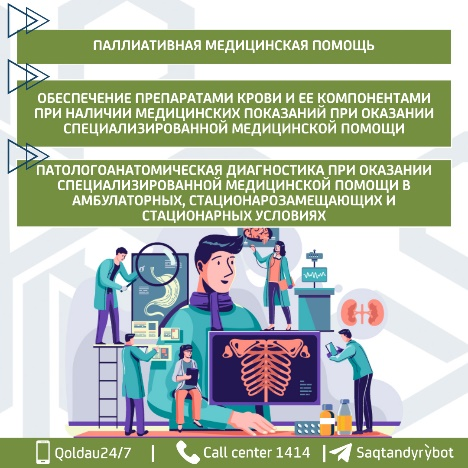 ПАЛЛИАТИВНАЯ МЕДИЦИНСКАЯ ПОМОЩЬ
ОБЕСПЕЧЕНИЕ ПРЕПАРАТАМИ КРОВИ И ЕЕ КОМПОНЕНТАМИ
ПРИ НАЛИЧИИ МЕДИЦИНСКИХ ПОКАЗАНИЙ ПРИ ОКАЗАНИИ
СПЕЦИАЛИЗИРОВАННОЙ МЕДИЦИНСКОЙ ПОМОЩИ
ПАТОЛОГОАНАТОМИЧЕСКАЯ ДИАГНОСТИКА ПРИ ОКАЗАНИИ
СПЕЦИАЛИЗИРОВАННОЙ МЕДИЦИНСКОЙ ПОМОЩИ В
АМБУЛАТОРНЫХ, СТАЦИОНАРОЗАМЕЩАЮЩИХ И
СТАЦИОНАРНЫХ УСЛОВИЯХ
Qoldau24/7 | Call center 1414 | Saqtandyrýbot